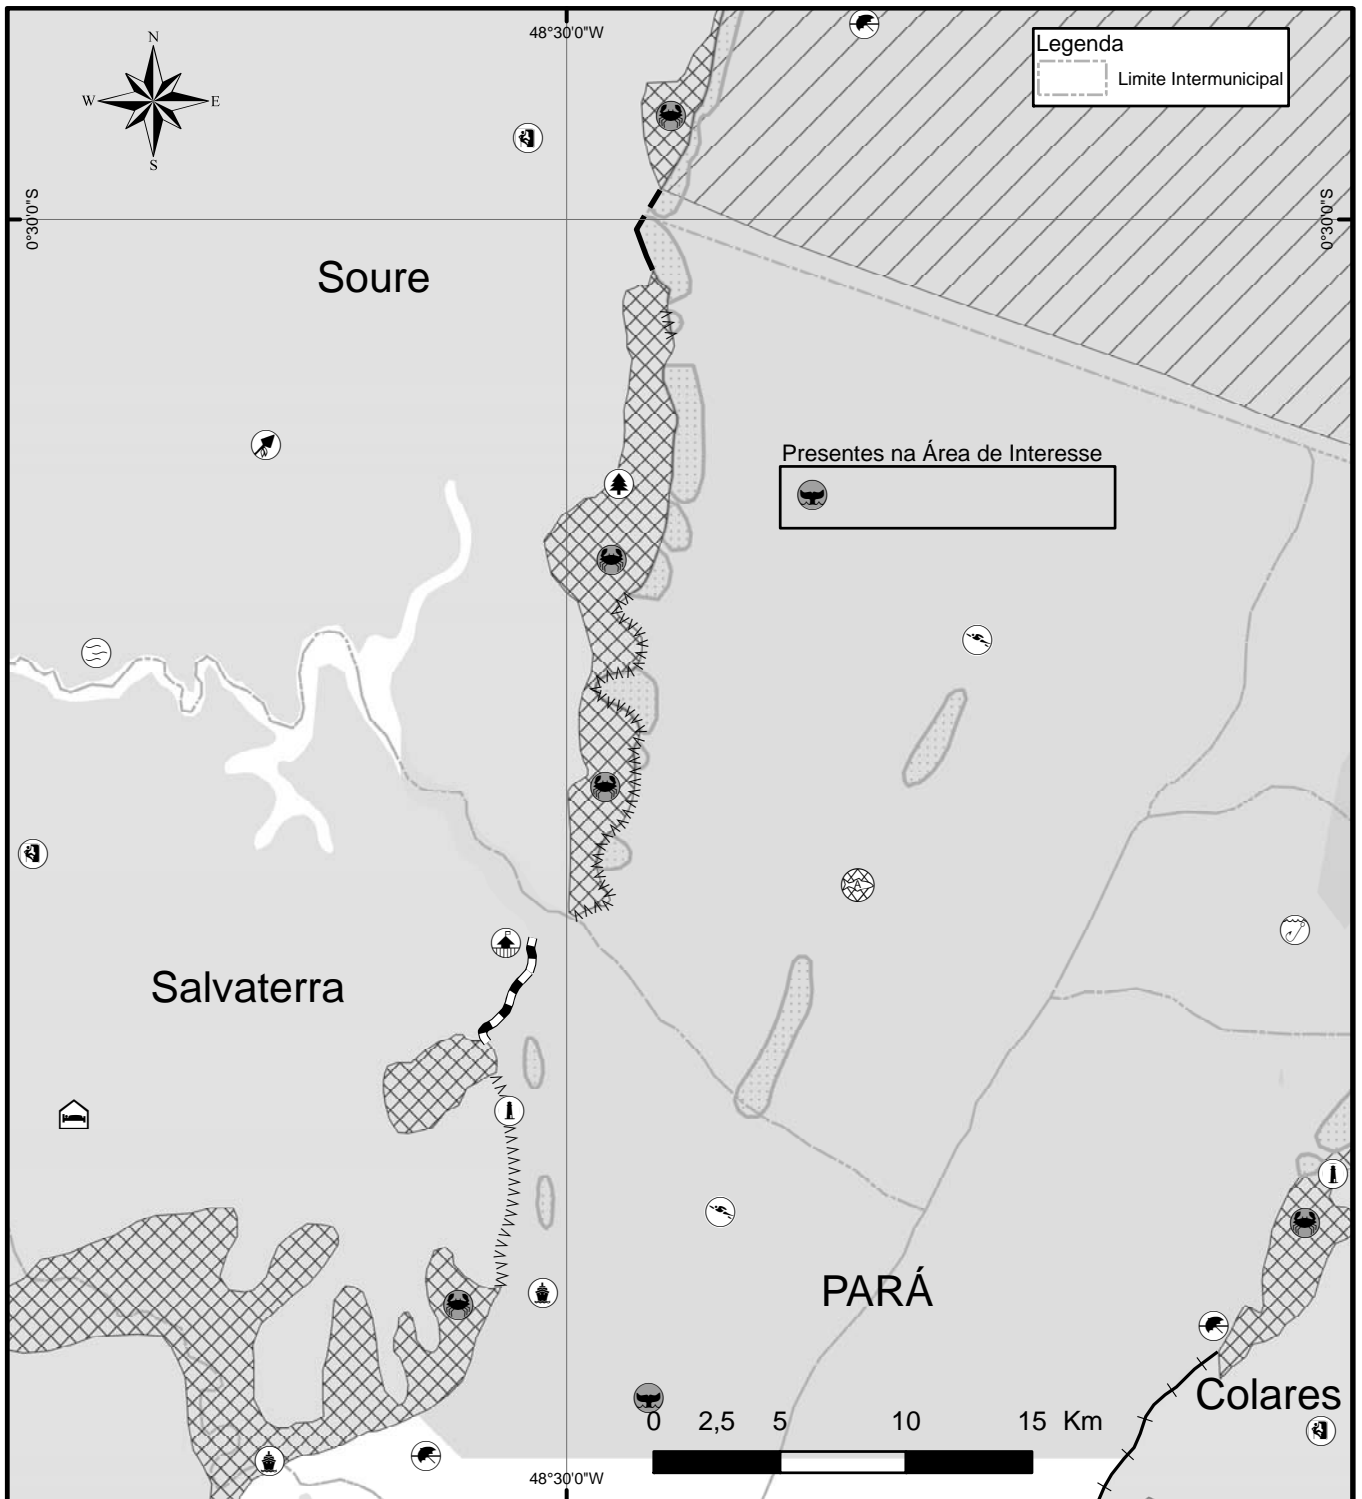 48°30'0"W
Legenda
Limite Intermunicipal
N
W
E
S
0°30'0"S
0°30'0"S
Soure
Presentes na Área de Interesse
A
Salvaterra
PARÁ
Colares
0 2,5 5 10 15 Km
48°30'0"W